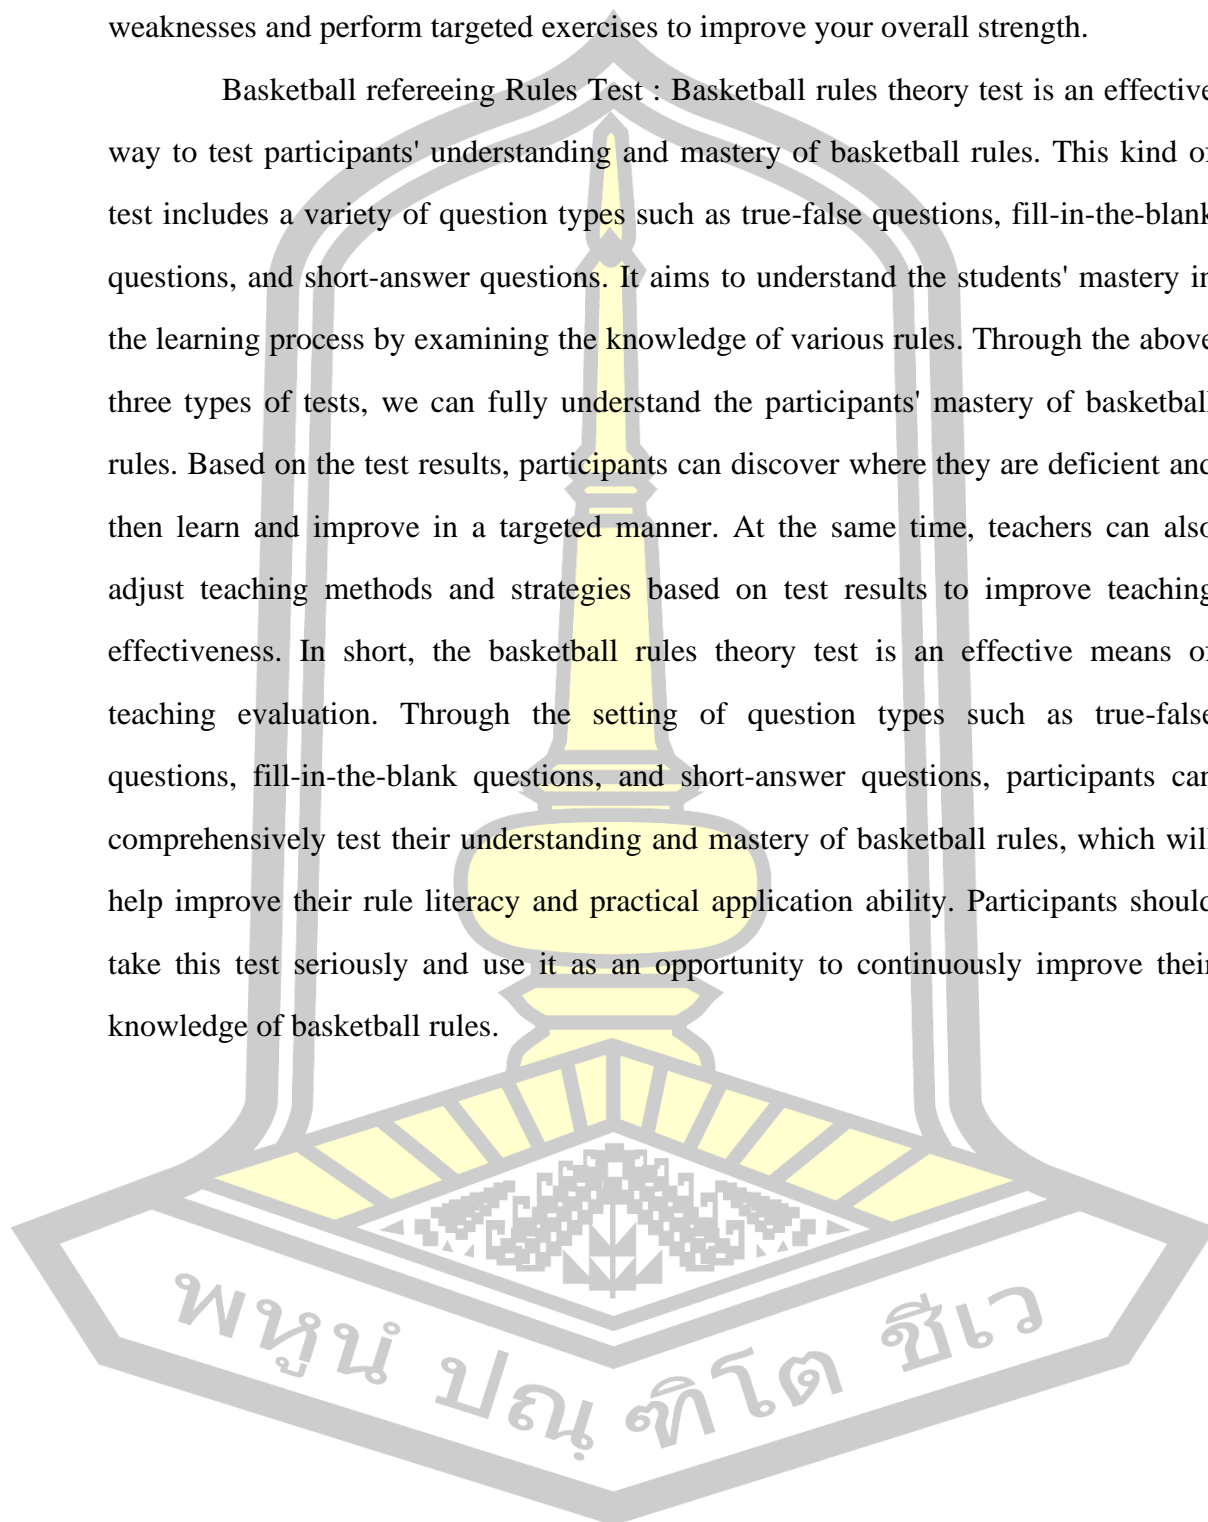 weaknesses and perform targeted exercises to improve your overall strength.
Basketball refereeing Rules Test : Basketball rules theory test is an effective
way to test participants' understanding and mastery of basketball rules. This kind of
test includes a variety of question types such as true-false questions, fill-in-the-blank
questions, and short-answer questions. It aims to understand the students' mastery in
the learning process by examining the knowledge of various rules. Through the above
three types of tests, we can fully understand the participants' mastery of basketball
rules. Based on the test results, participants can discover where they are deficient and
then learn and improve in a targeted manner. At the same time, teachers can also
adjust teaching methods and strategies based on test results to improve teaching
effectiveness. In short, the basketball rules theory test is an effective means of
teaching evaluation. Through the setting of question types such as true-false
questions, fill-in-the-blank questions, and short-answer questions, participants can
comprehensively test their understanding and mastery of basketball rules, which will
help improve their rule literacy and practical application ability. Participants should
take this test seriously and use it as an opportunity to continuously improve their
knowledge of basketball rules.
พหูนํ ปณฺฑิโต ชีเว